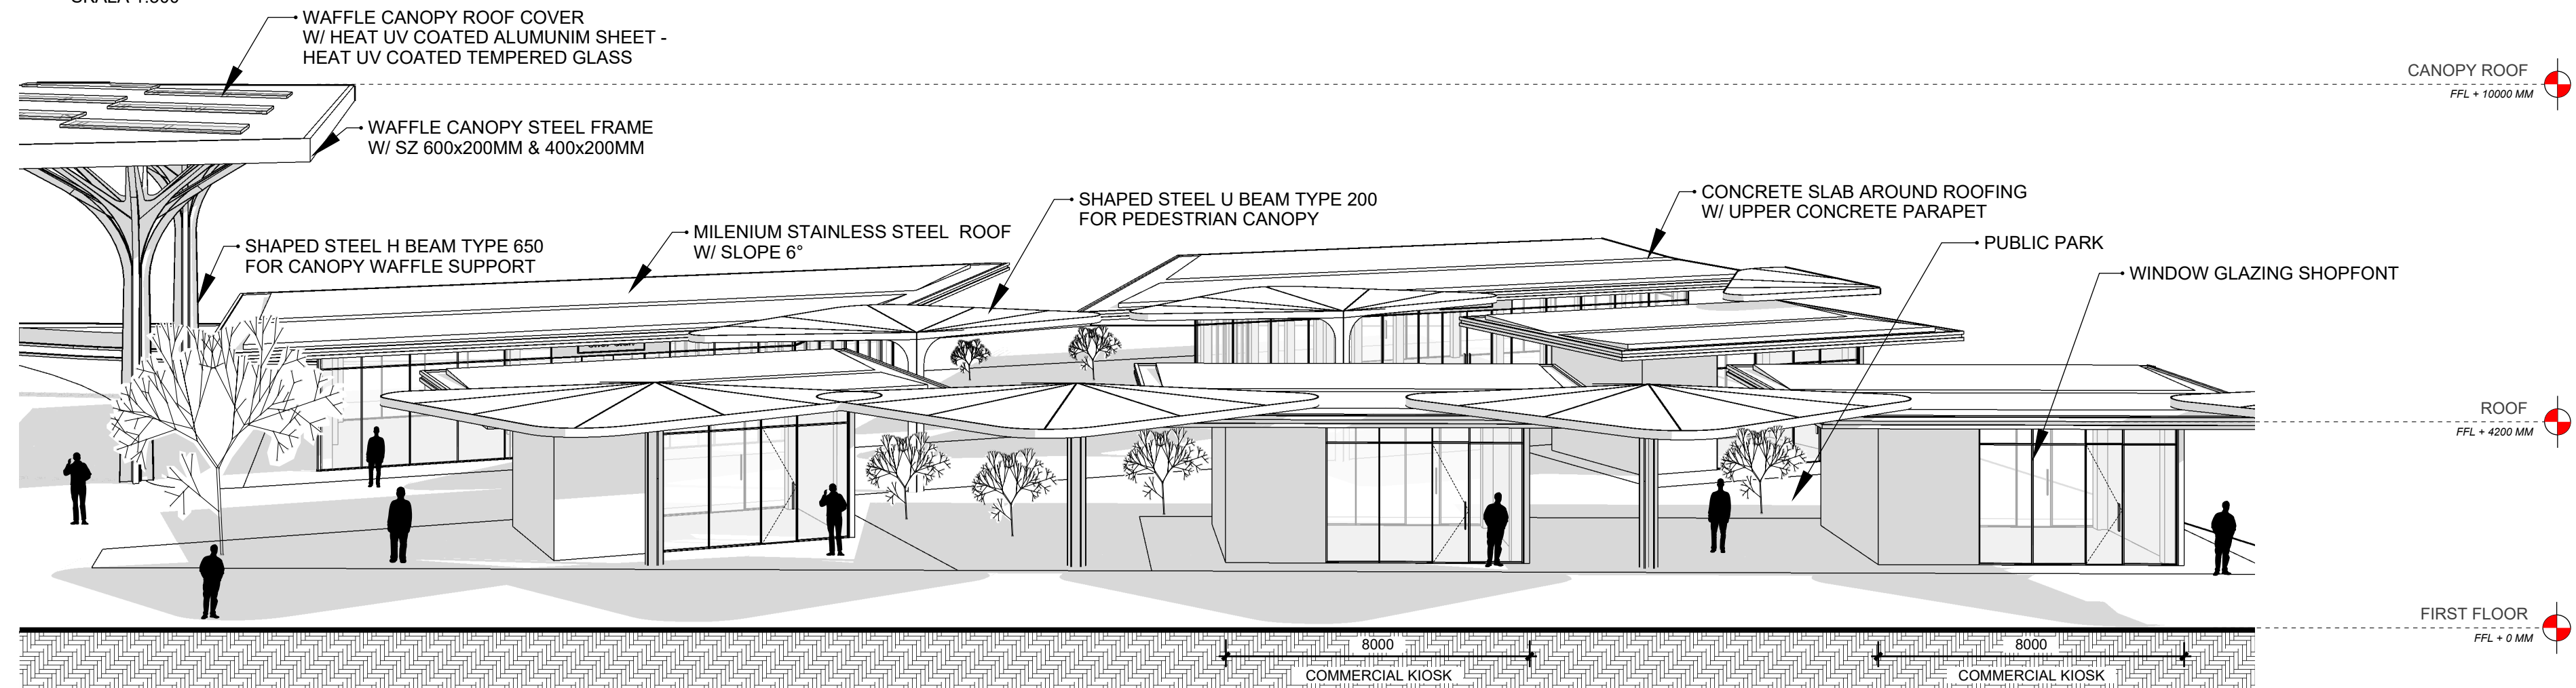 WAFFLE CANOPY ROOF COVER
W/ HEAT UV COATED ALUMUNIM SHEET -
HEAT UV COATED TEMPERED GLASS
CANOPY ROOF
FFL + 10000 MM
WAFFLE CANOPY STEEL FRAME
W/ SZ 600x200MM & 400x200MM
SHAPED STEEL U BEAM TYPE 200
FOR PEDESTRIAN CANOPY
CONCRETE SLAB AROUND ROOFING
W/ UPPER CONCRETE PARAPET
MILENIUM STAINLESS STEEL ROOF
W/ SLOPE 6°
SHAPED STEEL H BEAM TYPE 650
FOR CANOPY WAFFLE SUPPORT
PUBLIC PARK
WINDOW GLAZING SHOPFONT
ROOF
FFL + 4200 MM
FIRST FLOOR
FFL + 0 MM
8000
COMMERCIAL KIOSK
8000
COMMERCIAL KIOSK